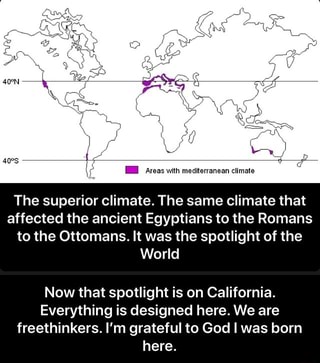 40°N
40°S
Areas with mediterranean climate
The superior climate. The same climate that
affected the ancient Egyptians to the Romans
to the Ottomans. It was the spotlight of the
World
Now that spotlight is on California.
Everything is designed here. We are
freethinkers. I'm grateful to God I was born
here.